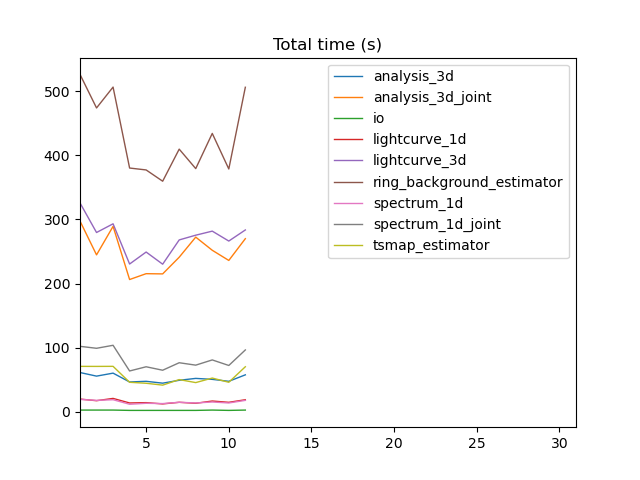 Total time (s)
analysis_3d
analysis_3d_joint
io
lightcurve_1d
lightcurve_3d
ring_background_estimator
spectrum_1d
spectrum_1d_joint
tsmap_estimator
500
400
300
200
100
0
5 10 15 20 25 30